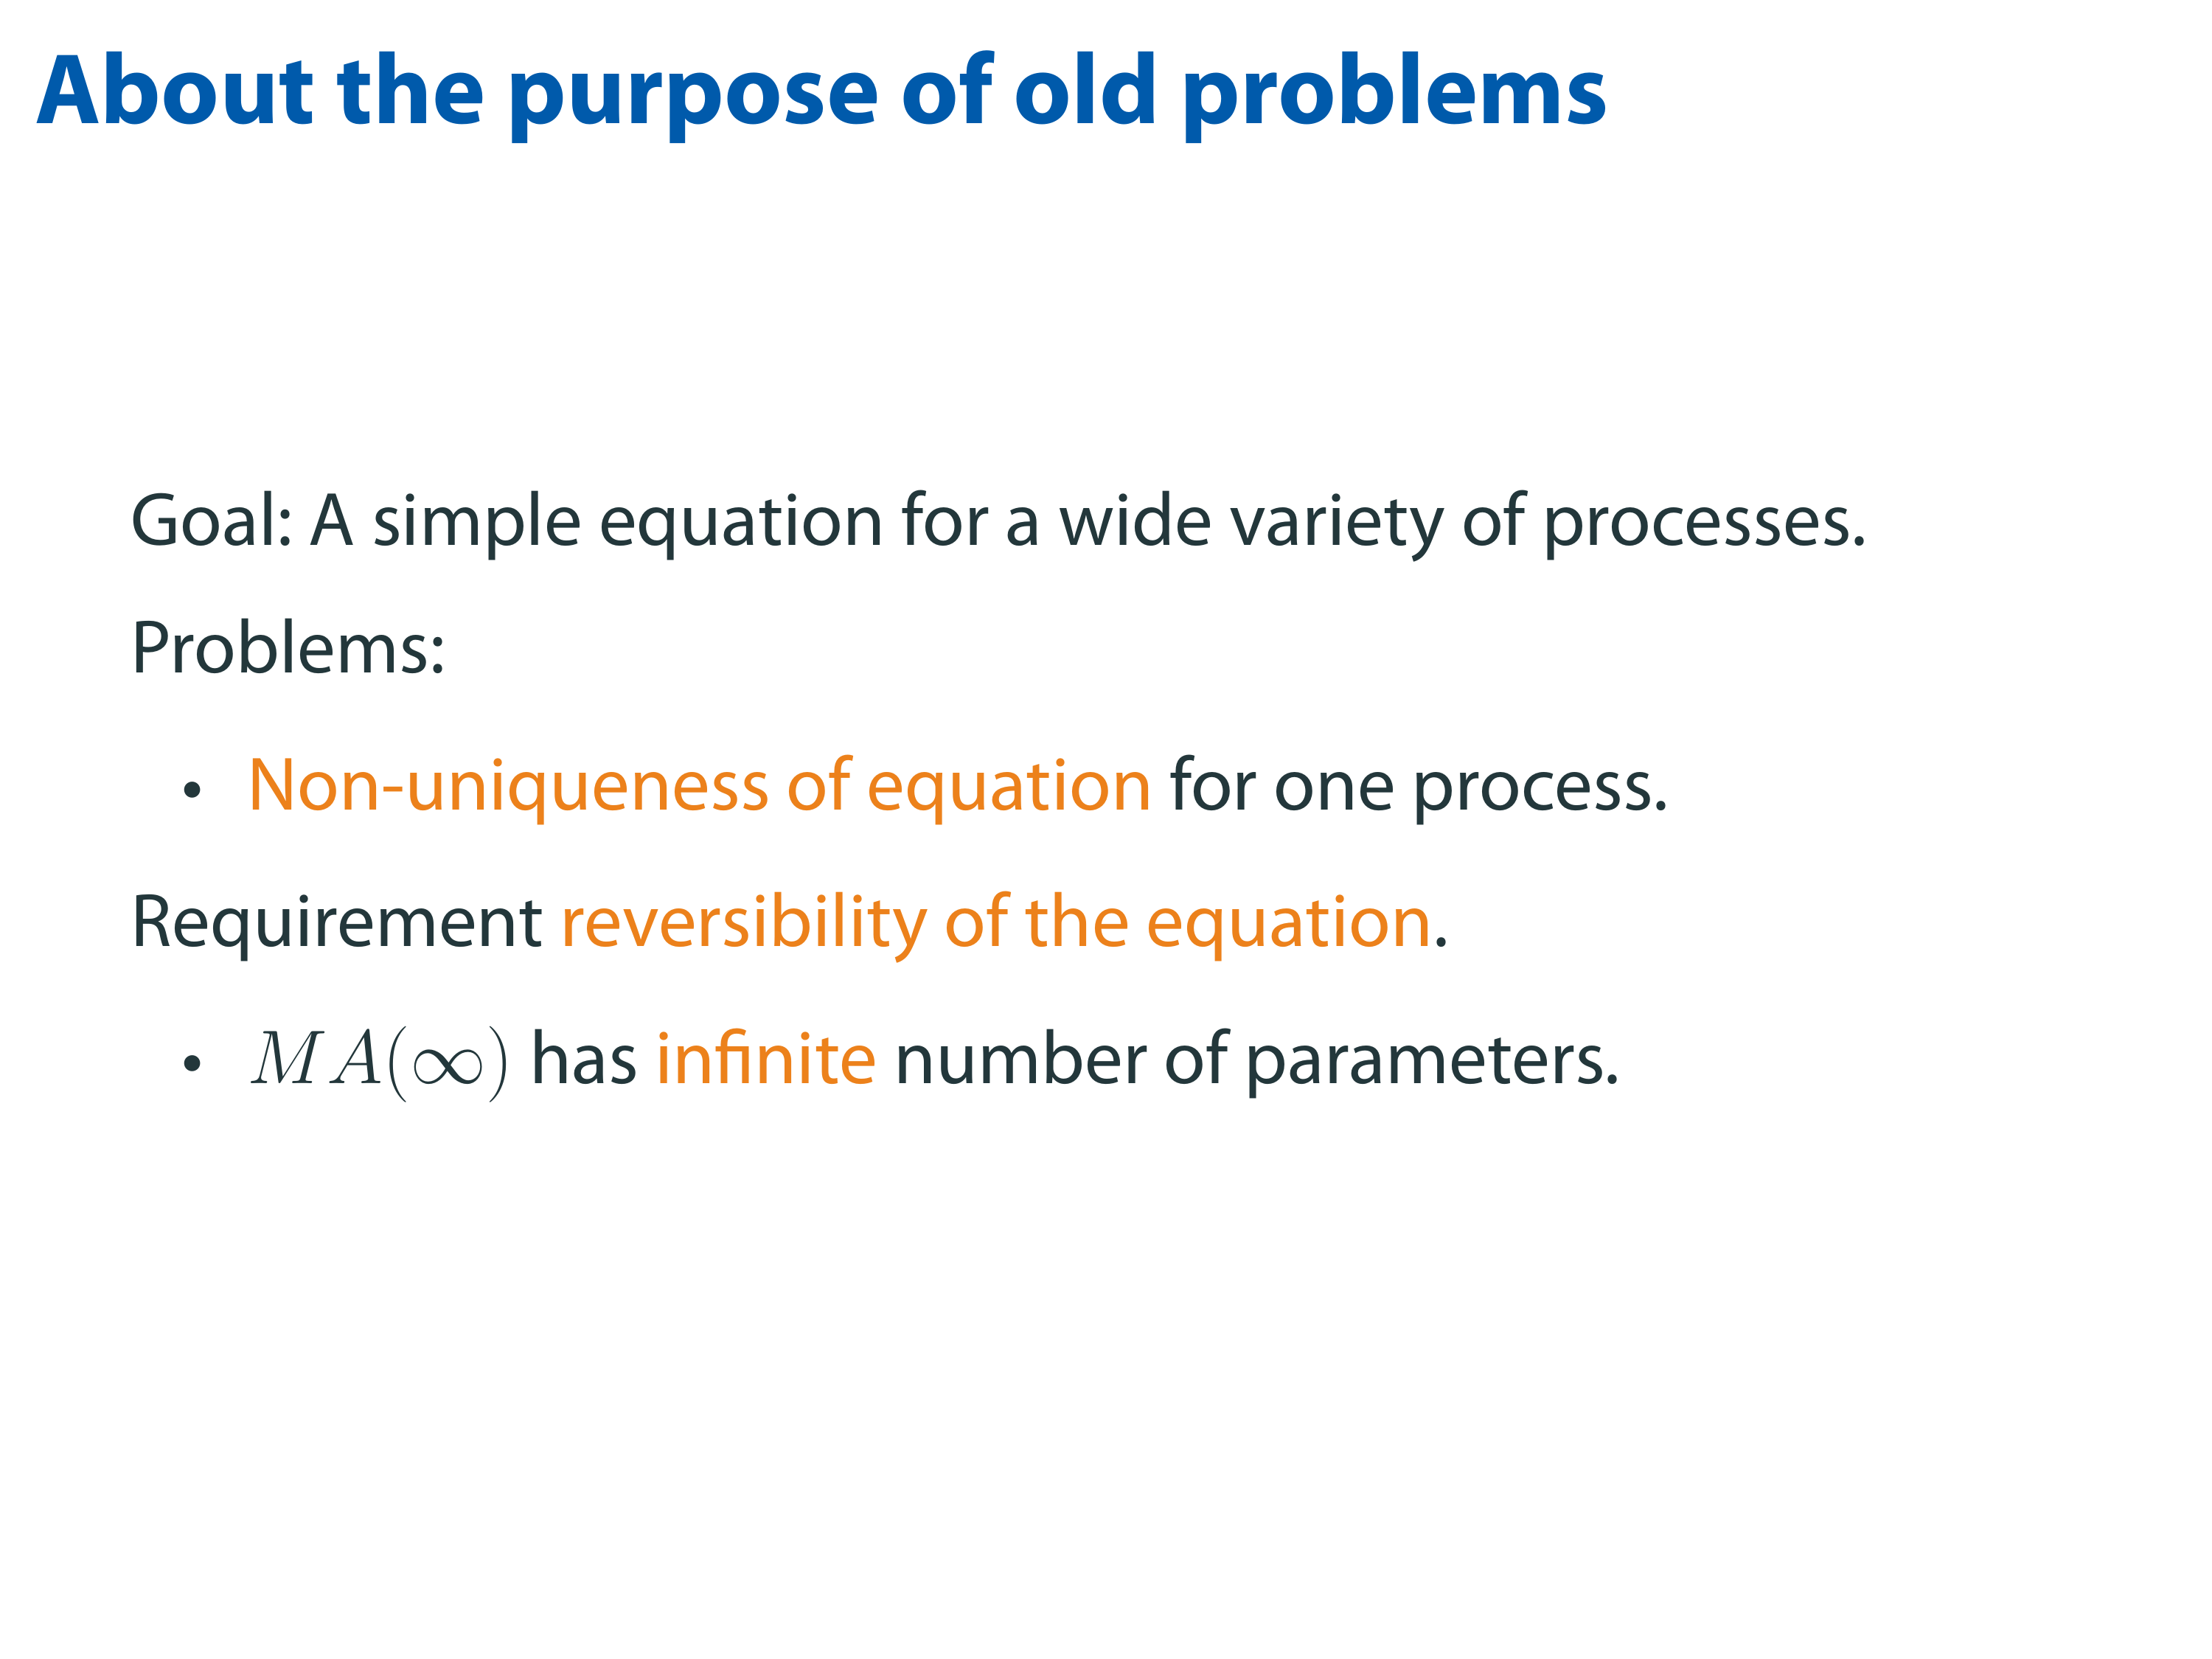 About the purpose of old problems
Goal: A simple equation for a wide variety of processes.
Problems:
• Non-uniqueness of equation for one process.
Requirement reversibility of the equation.
• MA(∞) has infinite number of parameters.